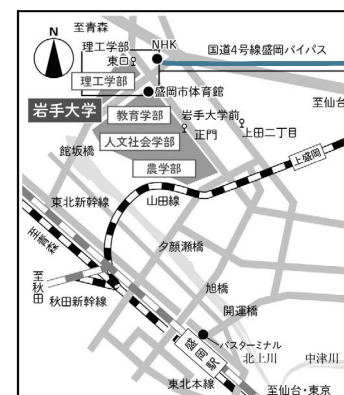 N
至青森
理工学部
東口
NHK
国道4号線盛岡バイパス
理工学部
盛岡市体育館
至仙台
岩手大学
教育学部
岩手大学前
正門
上田二丁目
人文社会学部
館坂橋
農学部
上盛岡
東北新幹線
山田線
至青森
夕顔瀬橋
至秋田
秋田新幹線
旭橋
開運橋
バスターミナル
盛岡駅
北上川
中津川
東北本線
至仙台・東京